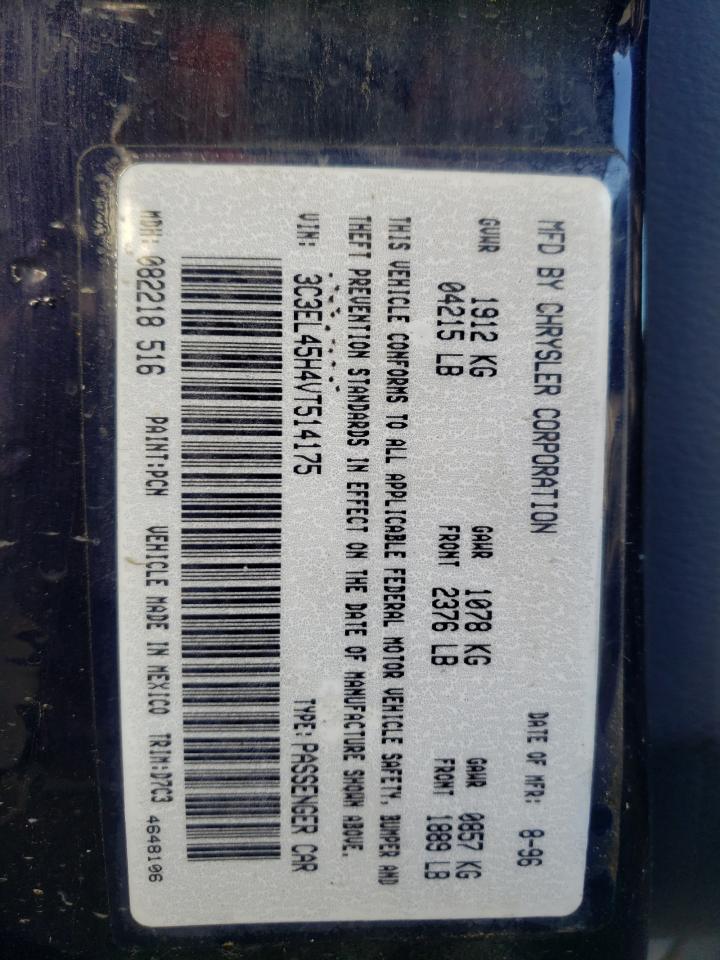 MFD BY CHRYSLER CORPORATION DATE OF MFR: 8-96
GVWR 1912 KG GAWR 1078 KG GAWR 0857 KG
04215 LB FRONT 2376 LB FRONT 1889 LB
THIS VEHICLE CONFORMS TO ALL APPLICABLE FEDERAL MOTOR VEHICLE SAFETY, BUMPER AND
THEFT PREVENTION STANDARDS IN EFFECT ON THE DATE OF MANUFACTURE SHOWN ABOVE.
VIN: 3C3EL45H4VT514175 TYPE: PASSENGER CAR
MDH: 082218 516 PAINT:PCN VEHICLE MADE IN MEXICO TRIM:D7C3 4648106